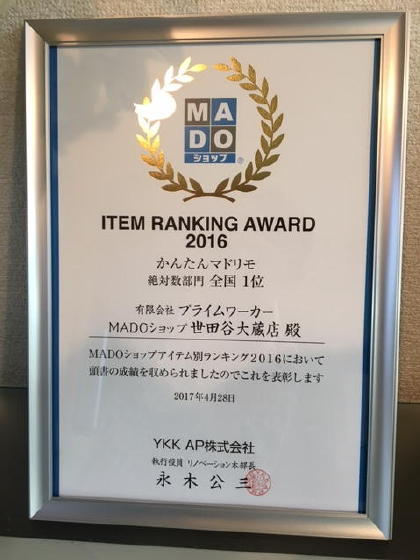 MADO
ショップ
ITEM RANKING AWARD
2016
かんたんマドリモ
絶対数部門 全国 1位
有限会社 プライムワーカー
MADOショップ 世田谷大蔵店 殿
MADOショップアイテム別ランキング2016において
頭書の成績を収められましたのでこれを表彰します
2017年4月28日
YKK AP株式会社
執行役員 リノベーション本部長
永木公三